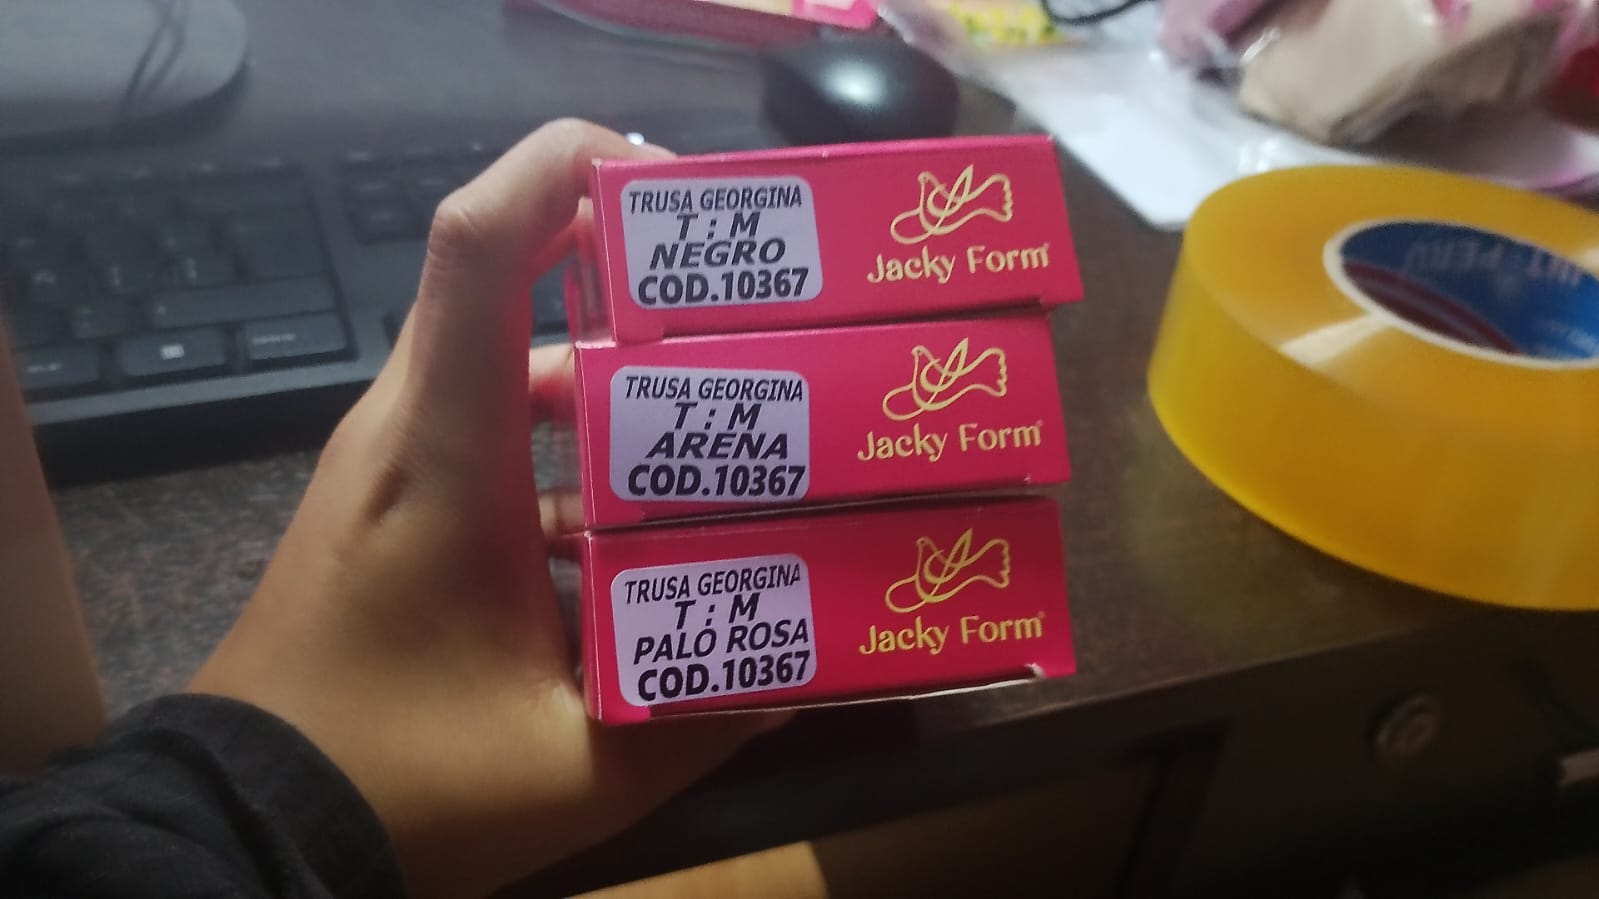 TRUSA GEORGINA
T : M
NEGRO
COD.10367
Jacky Form
TRUSA GEORGINA
T : M
ARENA
COD.10367
Jacky Form
TRUSA GEORGINA
T : M
PALO ROSA
COD.10367
Jacky Form
PERU